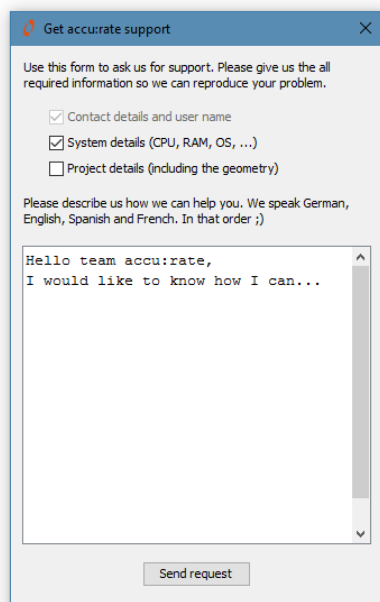 Get accu:rate support
Use this form to ask us for support. Please give us the all
required information so we can reproduce your problem.
Contact details and user name
System details (CPU, RAM, OS, ...)
Project details (including the geometry)
Please describe us how we can help you. We speak German,
English, Spanish and French. In that order ;)
Hello team accu:rate,
I would like to know how I can...
Send request